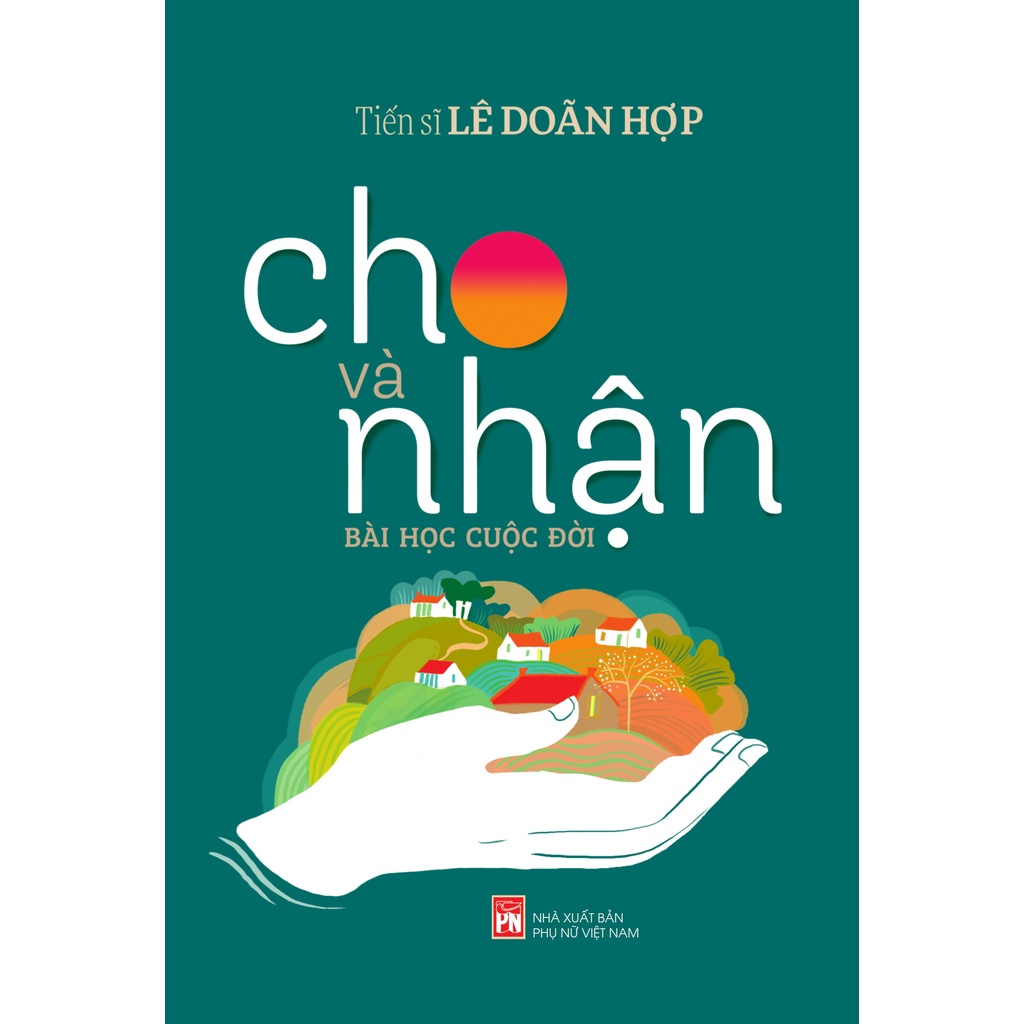 Tiến sĩ LÊ DOÃN HỢP
cho
và
nhận
BÀI HỌC CUỘC ĐỜI
PN
NHÀ XUẤT BẢN
PHỤ NỮ VIỆT NAM